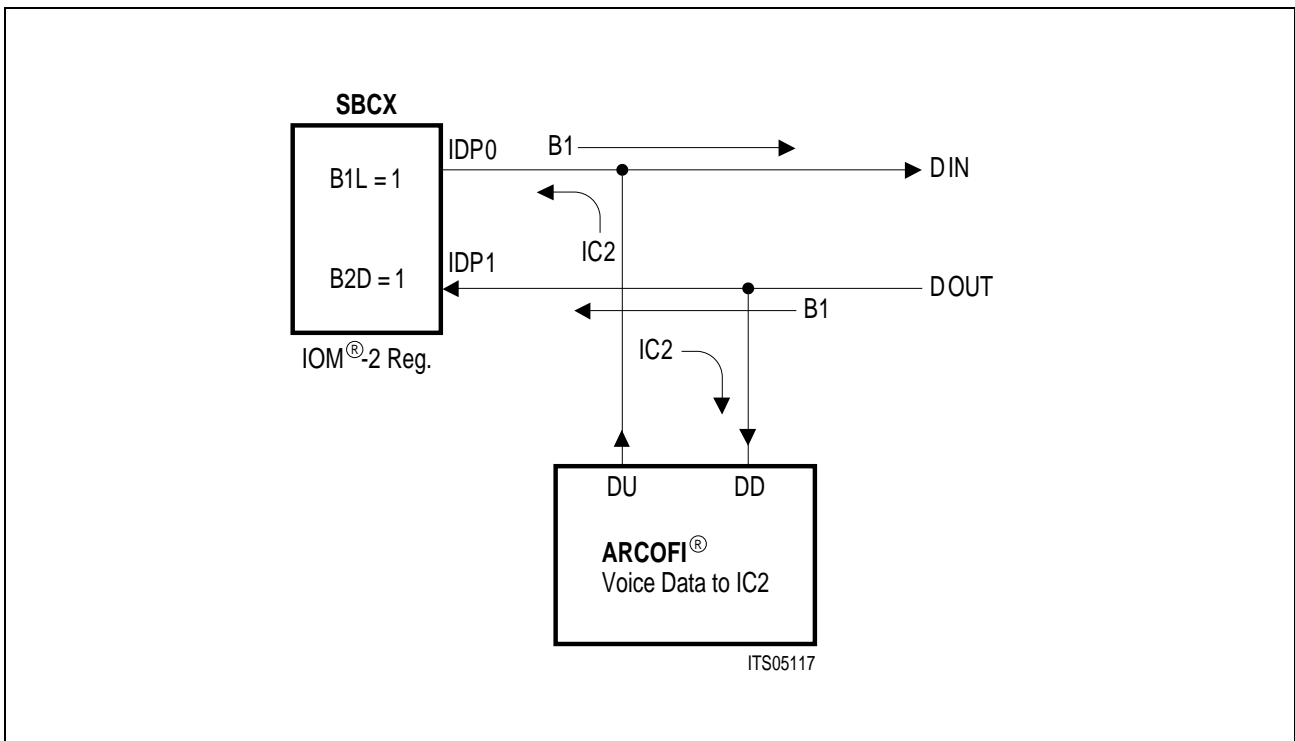 SBCX
IDP0
B1
B1L = 1
DIN
IC2
IDP1
B2D = 1
DOUT
B1
IOM®-2 Reg.
IC2
DU
DD
ARCOFI®
Voice Data to IC2
ITS05117